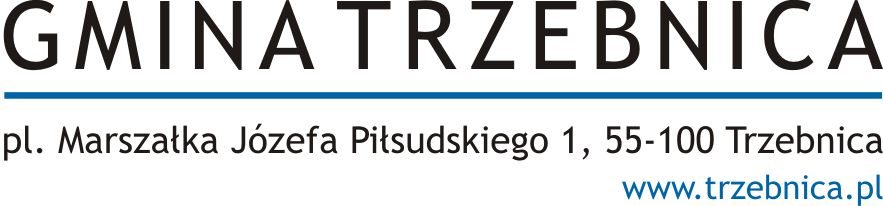 GMINA TRZEBNICA
pl. Marszałka Józefa Piłsudskiego 1, 55-100 Trzebnica
www.trzebnica.pl